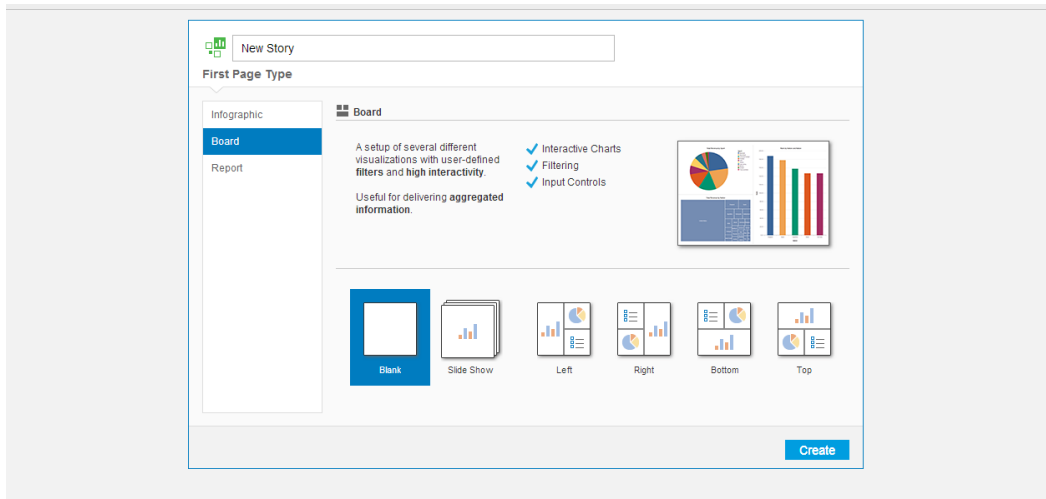 New Story
First Page Type
Infographic
Board
Report
Board
A setup of several different
visualizations with user-defined
filters and high interactivity.
Useful for delivering aggregated
information.
Interactive Charts
Filtering
Input Controls
Blank
Slide Show
Left
Right
Bottom
Top
Create